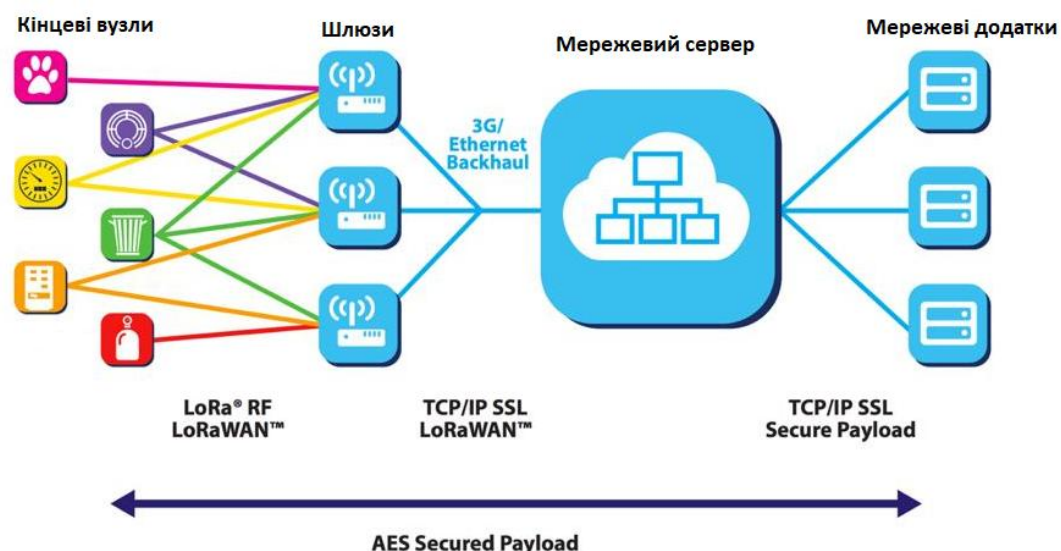 Кінцеві вузли
Шлюзи
Мережевий сервер
Мережеві додатки
3G/
Ethernet
Backhaul
LoRa® RF
LoRaWAN™
TCP/IP SSL
LoRaWAN™
TCP/IP SSL
Secure Payload
AES Secured Payload